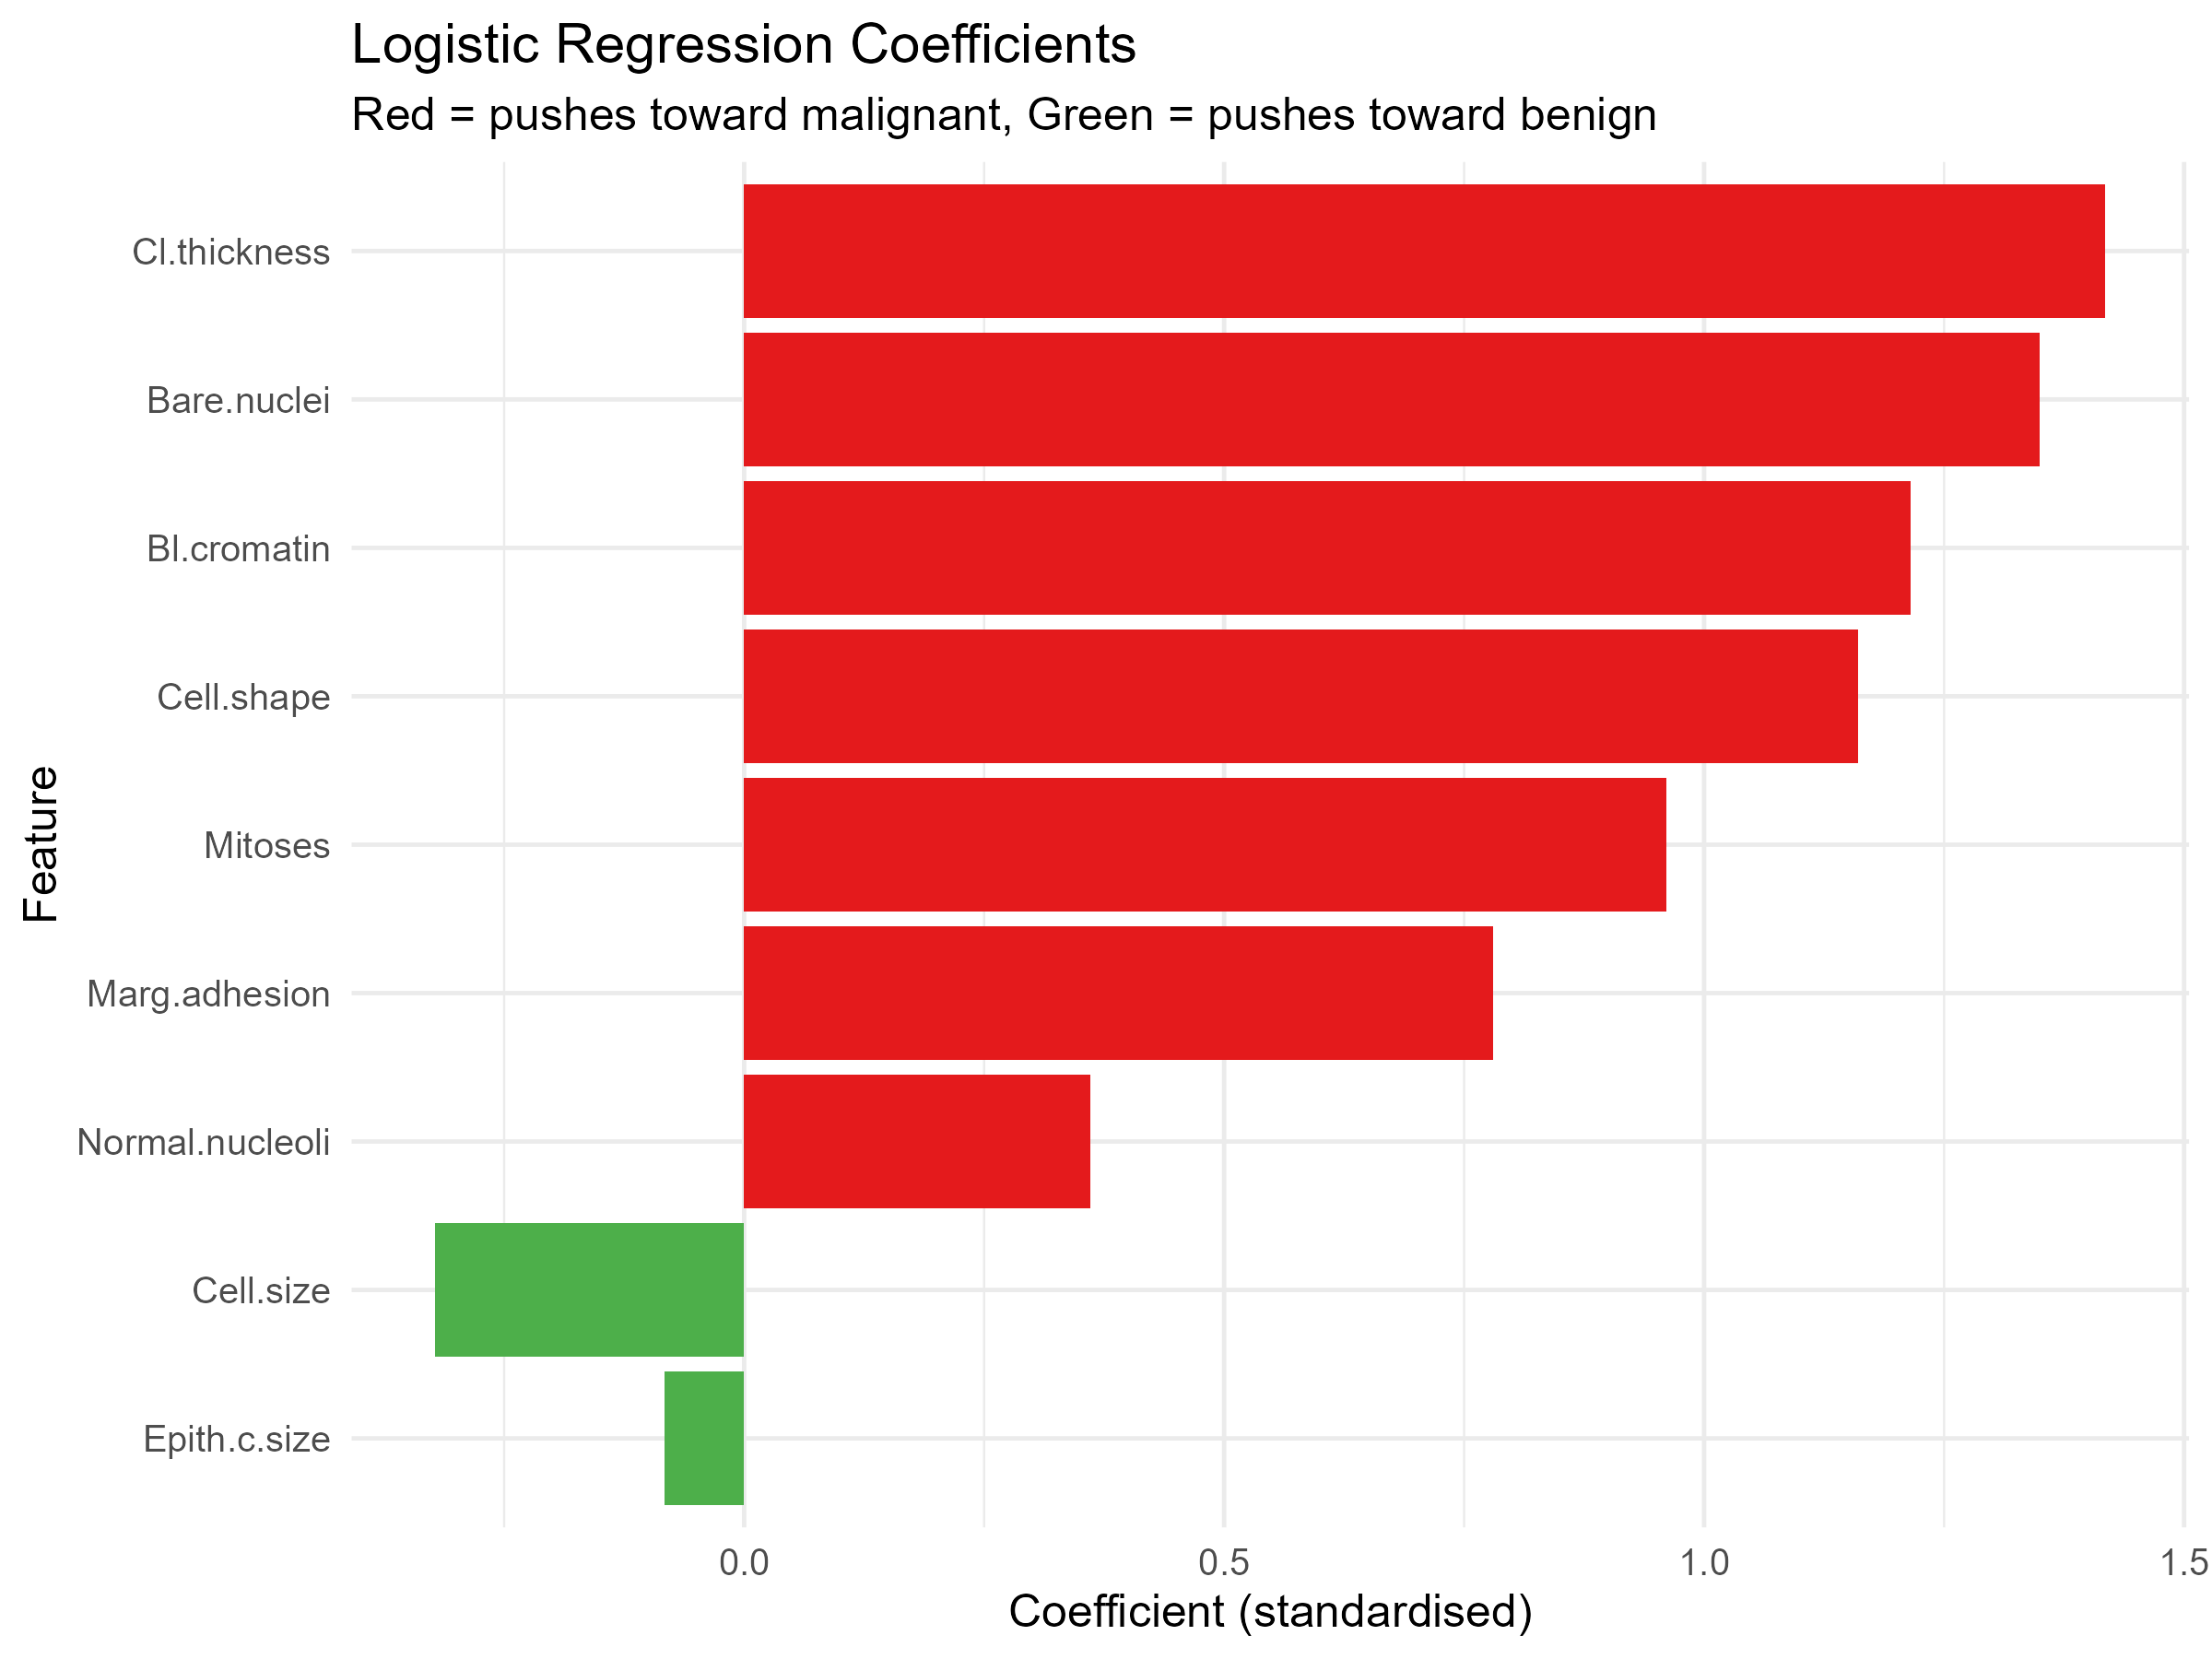 Logistic Regression Coefficients
Red = pushes toward malignant, Green = pushes toward benign
Feature
Cl.thickness
Bare.nuclei
Bl.cromatin
Cell.shape
Mitoses
Marg.adhesion
Normal.nucleoli
Cell.size
Epith.c.size
0.0 0.5 1.0 1.5
Coefficient (standardised)